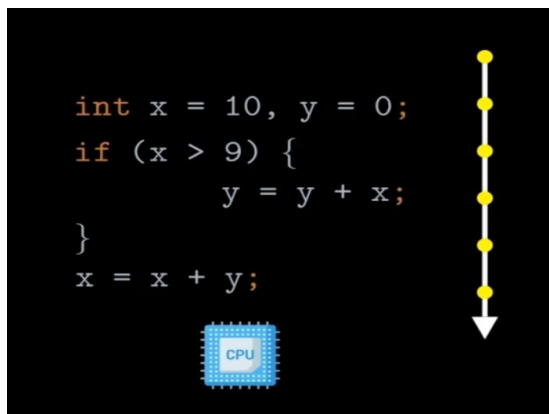 int x = 10, y = 0;
if (x > 9) {
y = y + x;
}
x = x + y;
CPU